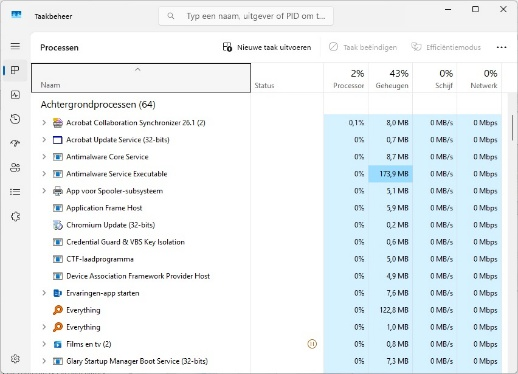 Taakbeheer
Typ een naam, uitgever of PID om t...
Processen
Nieuwe taak uitvoeren
Taak beëindigen
Efficiëntiemodus
2% 43% 0% 0%
Naam Status Processor Geheugen Schijf Netwerk
Achtergrondprocessen (64)
Acrobat Collaboration Synchronizer 26.1 (2) 0,1% 8,0 MB 0 MB/s 0 Mbps
Acrobat Update Service (32-bits) 0% 0,7 MB 0 MB/s 0 Mbps
Antimalware Core Service 0% 8,7 MB 0 MB/s 0 Mbps
Antimalware Service Executable 0% 173,9 MB 0 MB/s 0 Mbps
App voor Spooler-subsysteem 0% 5,1 MB 0 MB/s 0 Mbps
Application Frame Host 0% 5,9 MB 0 MB/s 0 Mbps
Chromium Update (32-bits) 0% 0,2 MB 0 MB/s 0 Mbps
Credential Guard & VBS Key Isolation 0% 0,6 MB 0 MB/s 0 Mbps
CTF-laadprogramma 0% 5,0 MB 0 MB/s 0 Mbps
Device Association Framework Provider Host 0% 4,9 MB 0 MB/s 0 Mbps
Ervaringen-app starten 0% 7,6 MB 0 MB/s 0 Mbps
Everything 0% 122,8 MB 0 MB/s 0 Mbps
Everything 0% 1,0 MB 0 MB/s 0 Mbps
Films en tv (2) 0% 0,8 MB 0 MB/s 0 Mbps
Glary Startup Manager Boot Service (32-bits) 0% 7,3 MB 0 MB/s 0 Mbps